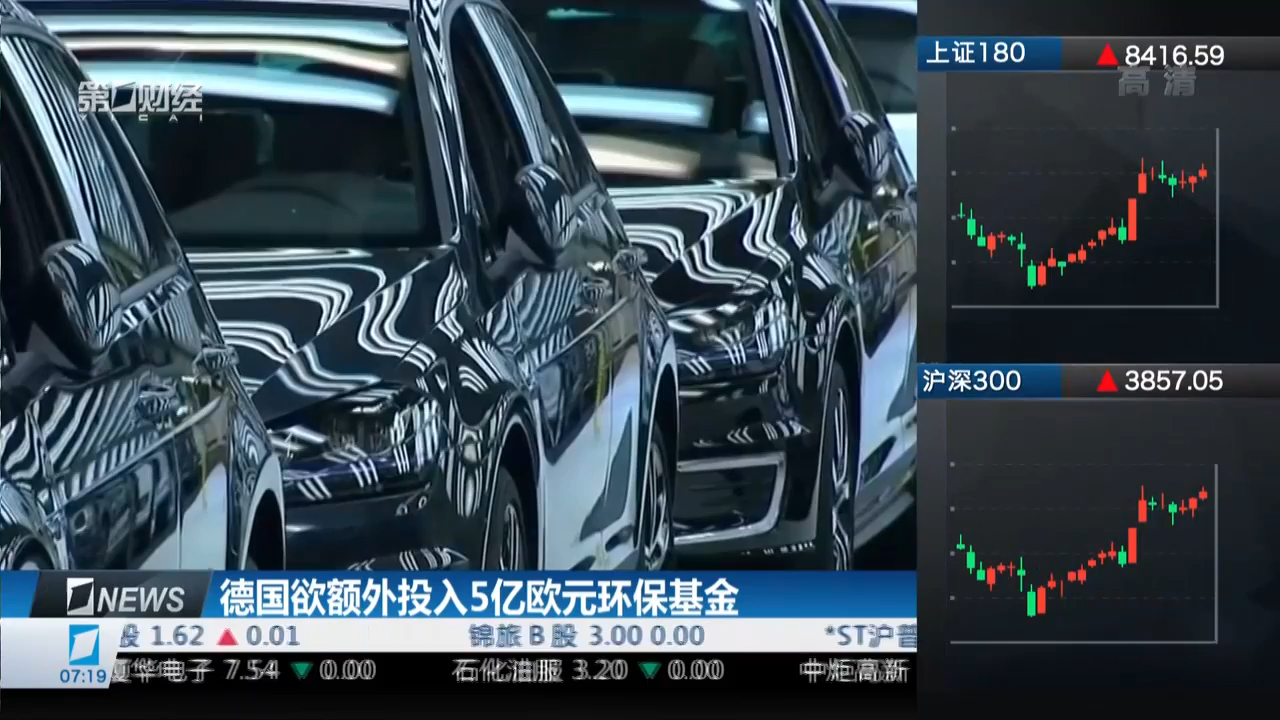 第一财经
YICAI
上证180 ▲ 8416.59
高清
沪深300 ▲ 3857.05
NEWS 德国欲额外投入5亿欧元环保基金
股 1.62 ▲ 0.01 锦旅B股 3.00 0.00 *ST沪普
07:19
厦华电子 7.54 ▼ 0.00 石化油服 3.20 ▼ 0.00 中炬高新